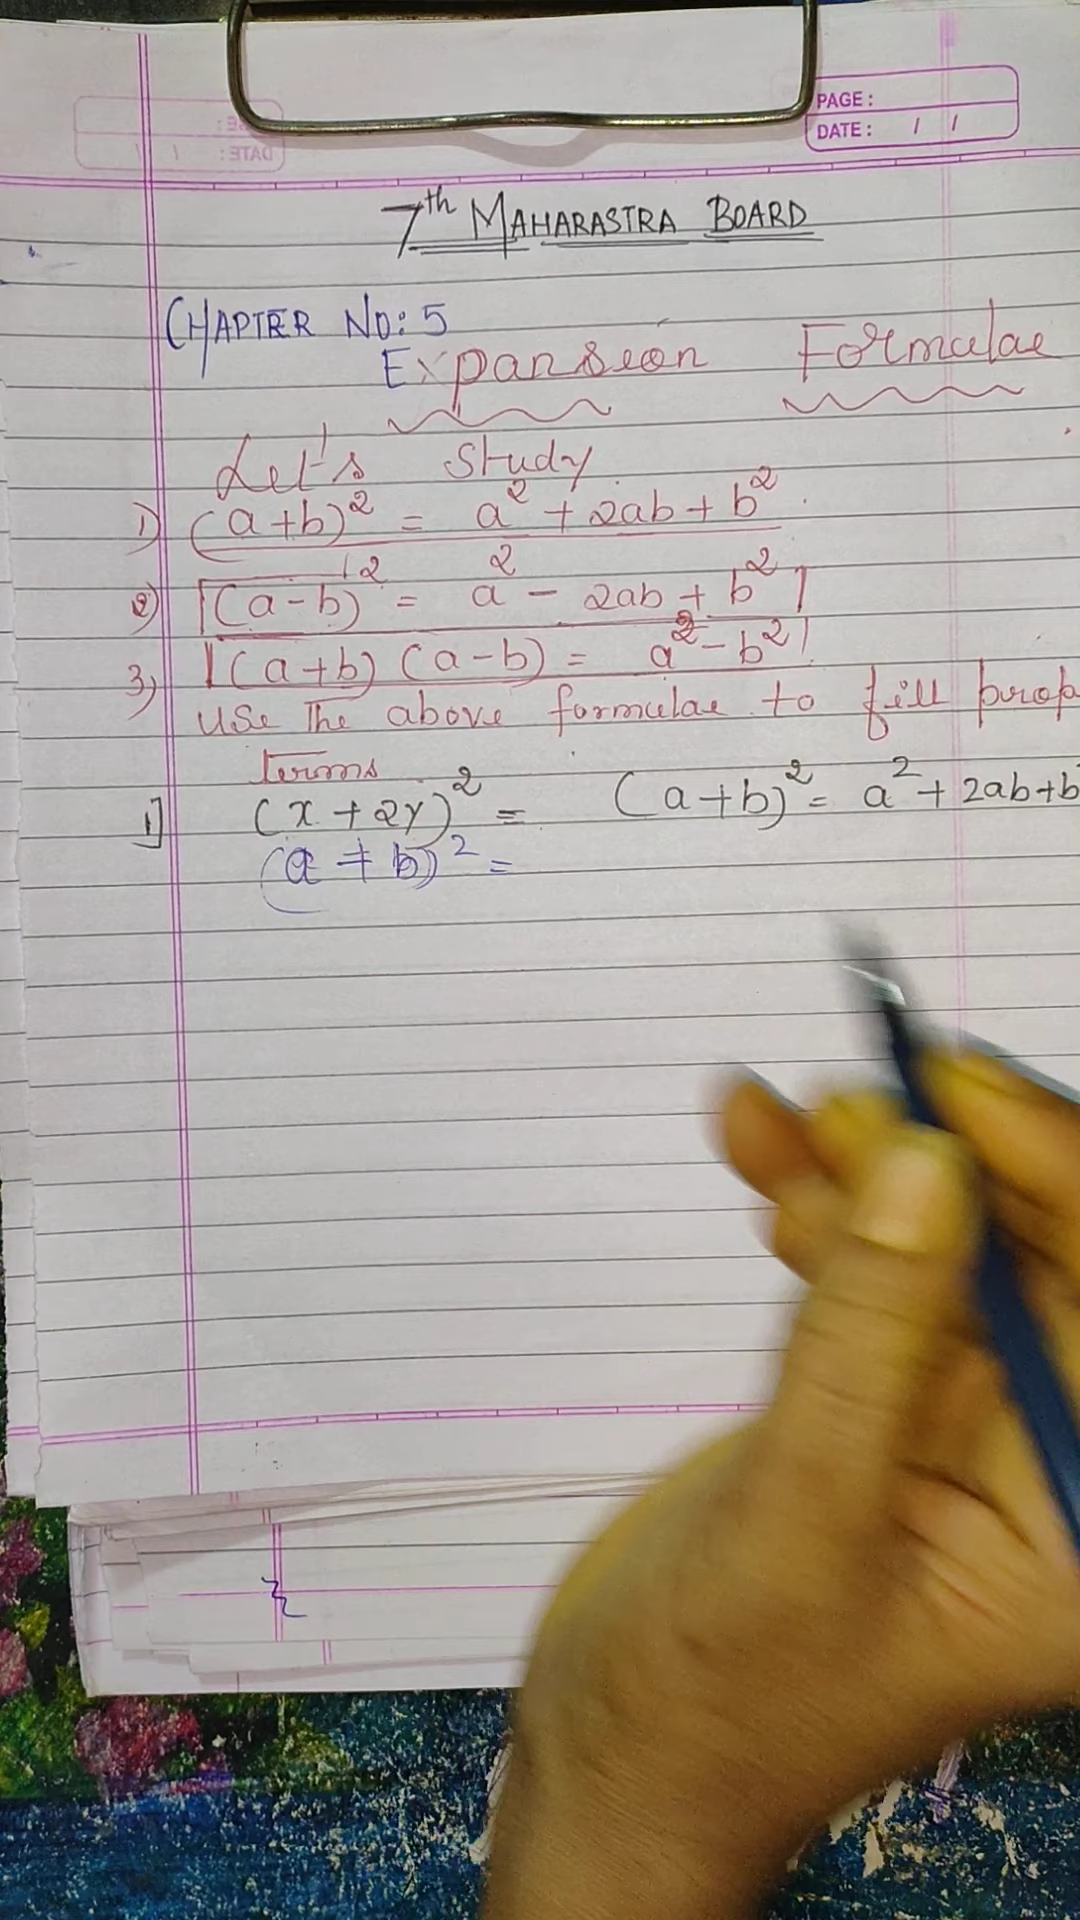 PAGE :
DATE : / /
7th MAHARASTRA BOARD
CHAPTER NO: 5
Expansion Formulae
Let's Study
1) (a+b)² = a² + 2ab + b²
2) (a-b)² = a² - 2ab + b²
3) (a+b) (a-b) = a² - b²
Use The above formulae to fill prop
terms
1] (x + 2y)² = (a+b)² = a² + 2ab+b
(a + b)² =